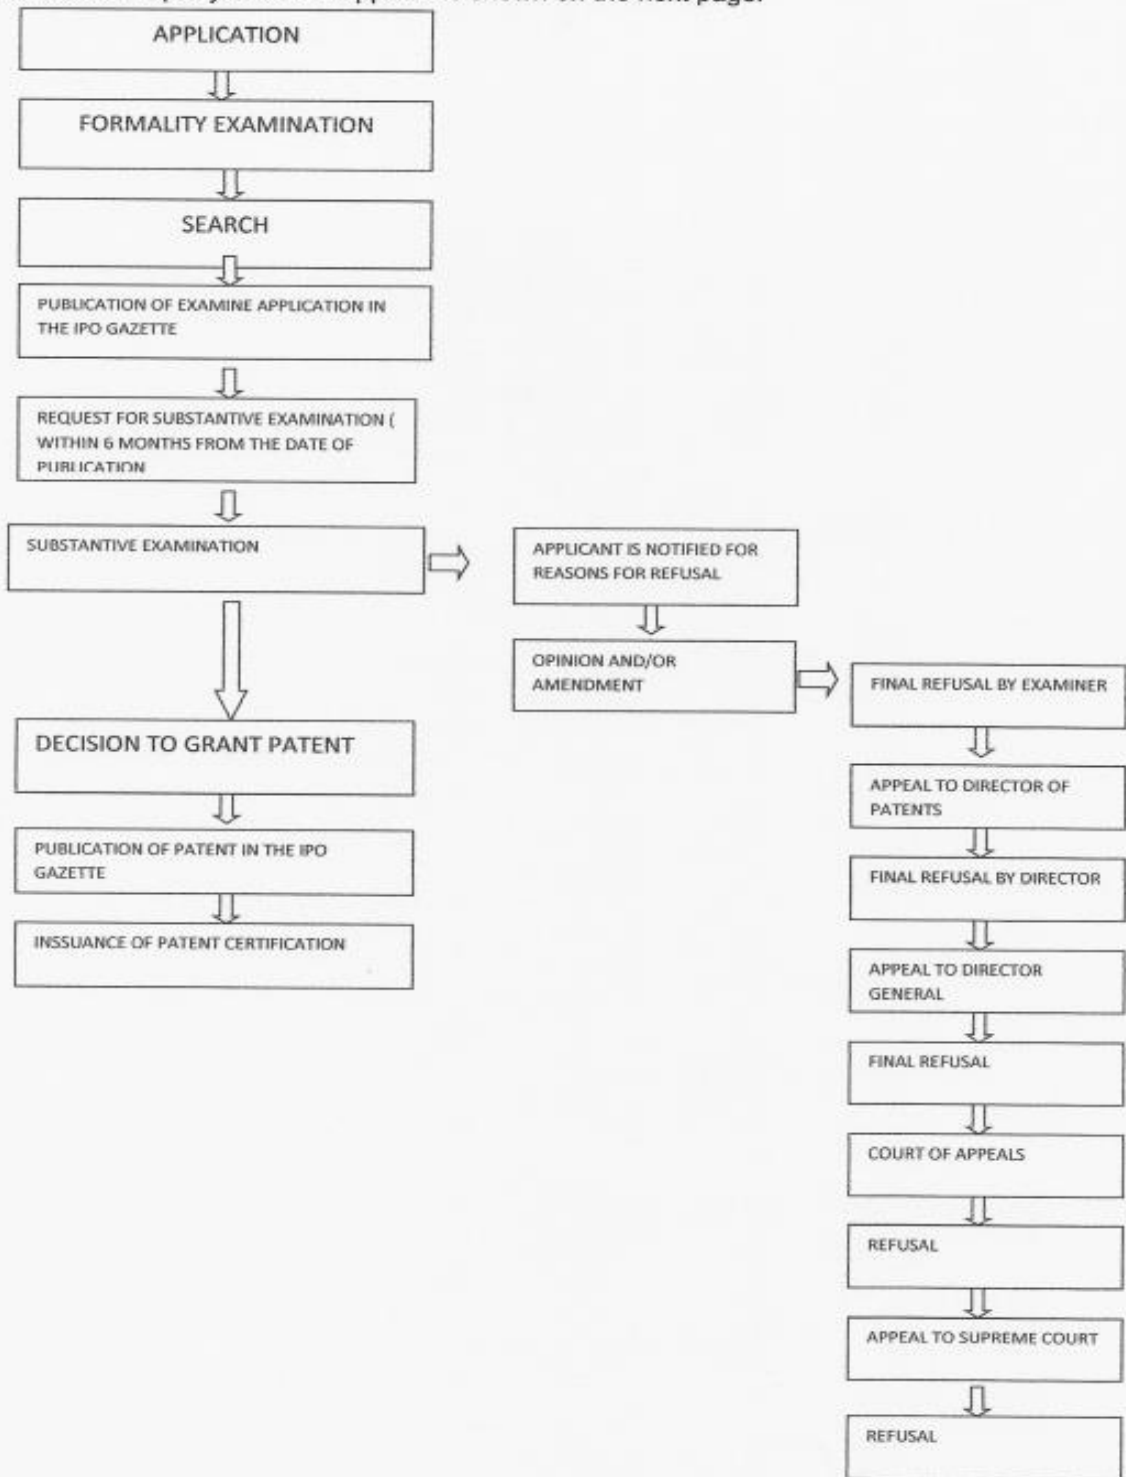 on the next page.
APPLICATION
FORMALITY EXAMINATION
SEARCH
PUBLICATION OF EXAMINE APPLICATION IN
THE IPO GAZETTE
REQUEST FOR SUBSTANTIVE EXAMINATION (
WITHIN 6 MONTHS FROM THE DATE OF
PUBLICATION
SUBSTANTIVE EXAMINATION
APPLICANT IS NOTIFIED FOR
REASONS FOR REFUSAL
OPINION AND/OR
AMENDMENT
DECISION TO GRANT PATENT
PUBLICATION OF PATENT IN THE IPO
GAZETTE
INSSUANCE OF PATENT CERTIFICATION
FINAL REFUSAL BY EXAMINER
APPEAL TO DIRECTOR OF
PATENTS
FINAL REFUSAL BY DIRECTOR
APPEAL TO DIRECTOR
GENERAL
FINAL REFUSAL
COURT OF APPEALS
REFUSAL
APPEAL TO SUPREME COURT
REFUSAL